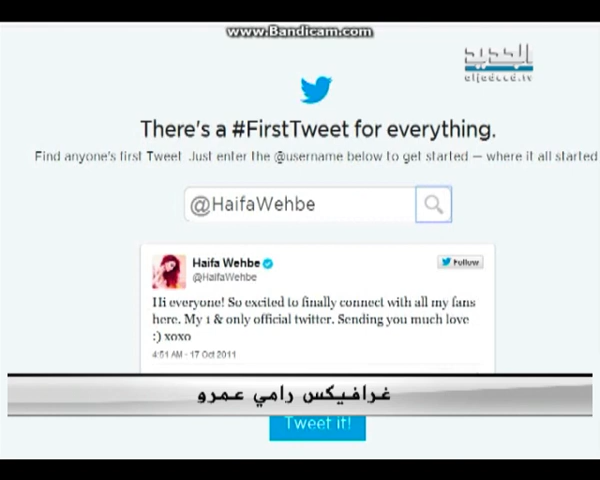 www.Bandicam.com
الجديد
aljadeed.tv
There's a #FirstTweet for everything.
Find anyone's first Tweet. Just enter the @username below to get started — where it all started
@HaifaWehbe
Haifa Wehbe
Follow
@HaifaWehbe
Hi everyone! So excited to finally connect with all my fans
here. My 1 & only official twitter. Sending you much love
:) xoxo
4:51 AM - 17 Oct 2011
غرافيكس رامي عمرو
Tweet it!